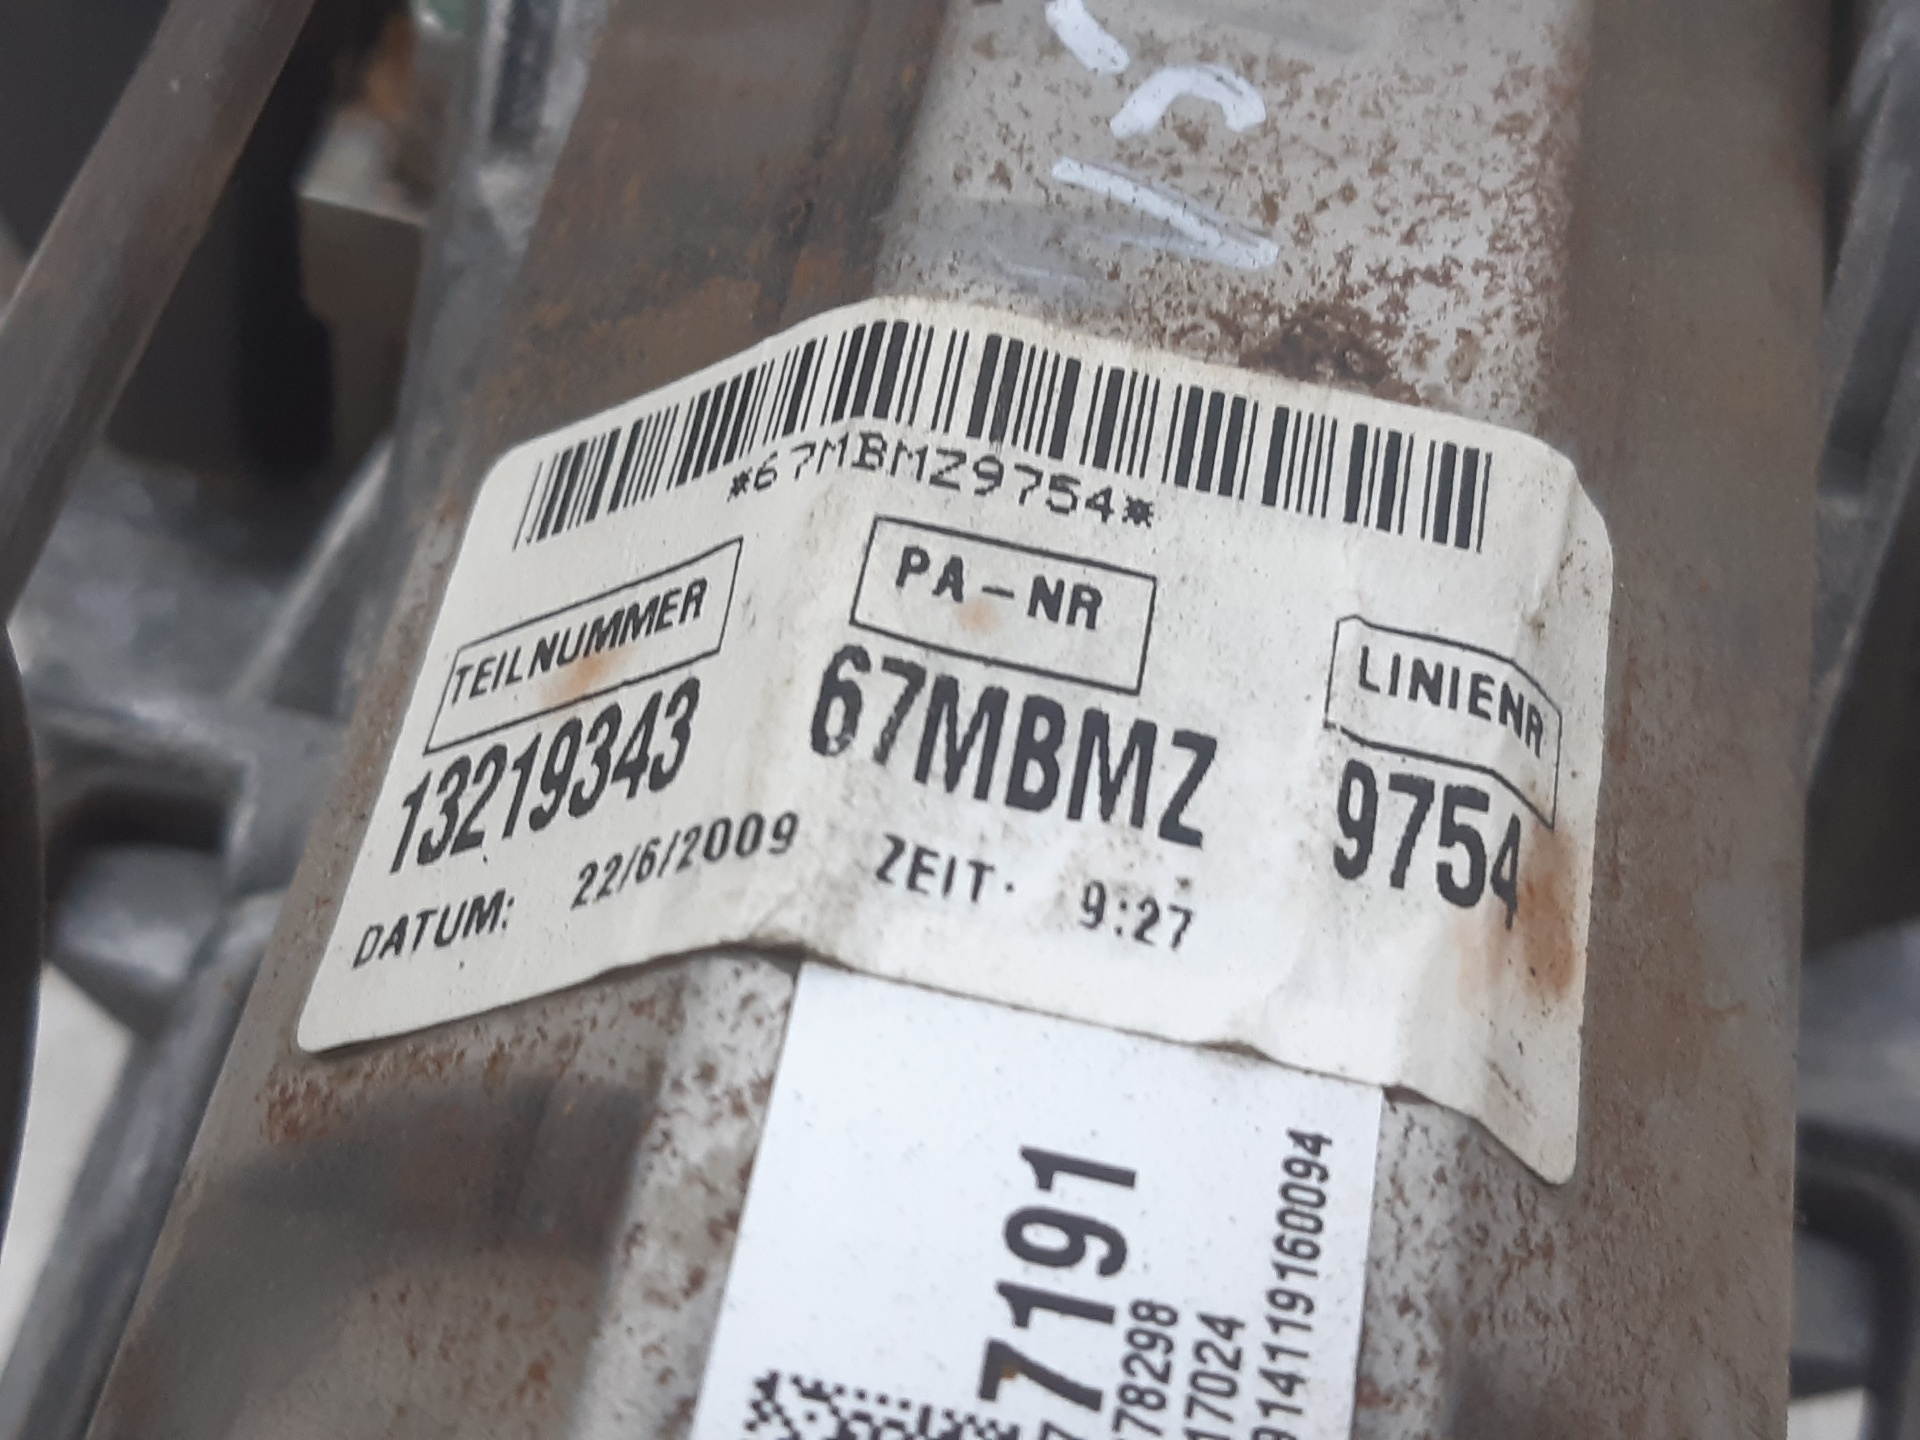 *67MBMZ9754*
TEILNUMMER
PA-NR
LINIENR
13219343
67MBMZ
9754
DATUM: 22/6/2009 ZEIT: 9:27
7191
78298
17024
9141119160094